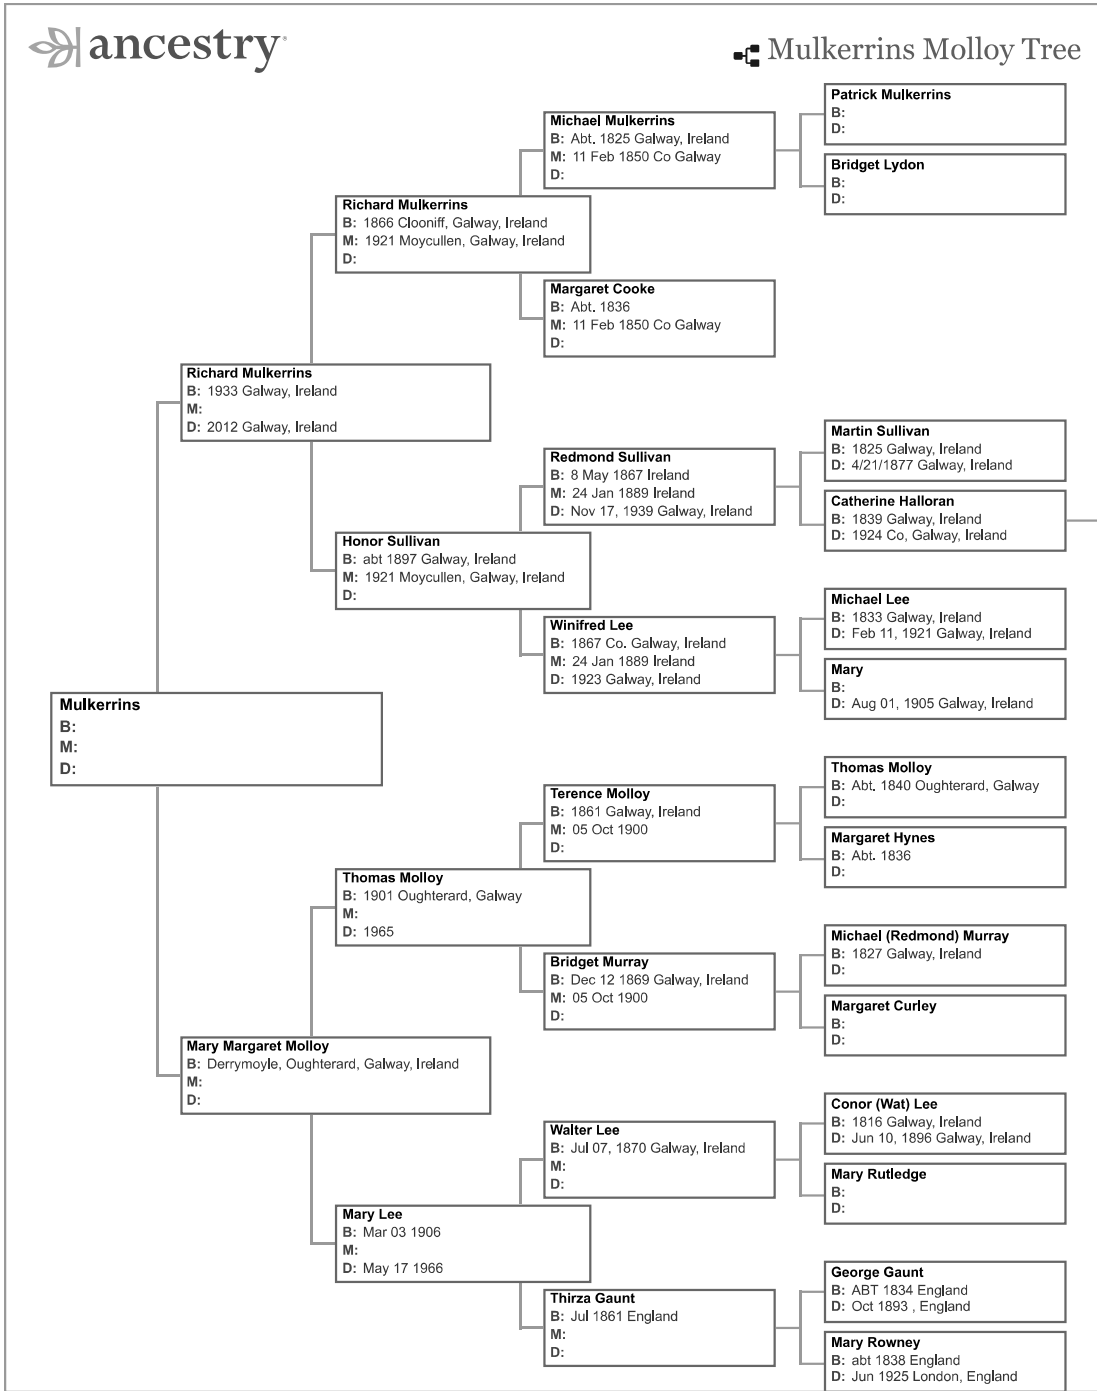 ancestry
Mulkerrins Molloy Tree
Patrick Mulkerrins
B:
D:
Michael Mulkerrins
B: Abt. 1825 Galway, Ireland
M: 11 Feb 1850 Co Galway
D:
Bridget Lydon
B:
D:
Richard Mulkerrins
B: 1866 Clooniff, Galway, Ireland
M: 1921 Moycullen, Galway, Ireland
D:
Margaret Cooke
B: Abt. 1836
M: 11 Feb 1850 Co Galway
D:
Richard Mulkerrins
B: 1933 Galway, Ireland
M:
D: 2012 Galway, Ireland
Martin Sullivan
B: 1825 Galway, Ireland
D: 4/21/1877 Galway, Ireland
Redmond Sullivan
B: 8 May 1867 Ireland
M: 24 Jan 1889 Ireland
D: Nov 17, 1939 Galway, Ireland
Catherine Halloran
B: 1839 Galway, Ireland
D: 1924 Co, Galway, Ireland
Honor Sullivan
B: abt 1897 Galway, Ireland
M: 1921 Moycullen, Galway, Ireland
D:
Michael Lee
B: 1833 Galway, Ireland
D: Feb 11, 1921 Galway, Ireland
Winifred Lee
B: 1867 Co. Galway, Ireland
M: 24 Jan 1889 Ireland
D: 1923 Galway, Ireland
Mary
B:
D: Aug 01, 1905 Galway, Ireland
Mulkerrins
B:
M:
D:
Thomas Molloy
B: Abt. 1840 Oughterard, Galway
D:
Terence Molloy
B: 1861 Galway, Ireland
M: 05 Oct 1900
D:
Margaret Hynes
B: Abt. 1836
D:
Thomas Molloy
B: 1901 Oughterard, Galway
M:
D: 1965
Michael (Redmond) Murray
B: 1827 Galway, Ireland
D:
Bridget Murray
B: Dec 12 1869 Galway, Ireland
M: 05 Oct 1900
D:
Margaret Curley
B:
D:
Mary Margaret Molloy
B: Derrymoyle, Oughterard, Galway, Ireland
M:
D:
Conor (Wat) Lee
B: 1816 Galway, Ireland
D: Jun 10, 1896 Galway, Ireland
Walter Lee
B: Jul 07, 1870 Galway, Ireland
M:
D:
Mary Rutledge
B:
D:
Mary Lee
B: Mar 03 1906
M:
D: May 17 1966
George Gaunt
B: ABT 1834 England
D: Oct 1893 , England
Thirza Gaunt
B: Jul 1861 England
M:
D:
Mary Rowney
B: abt 1838 England
D: Jun 1925 London, England